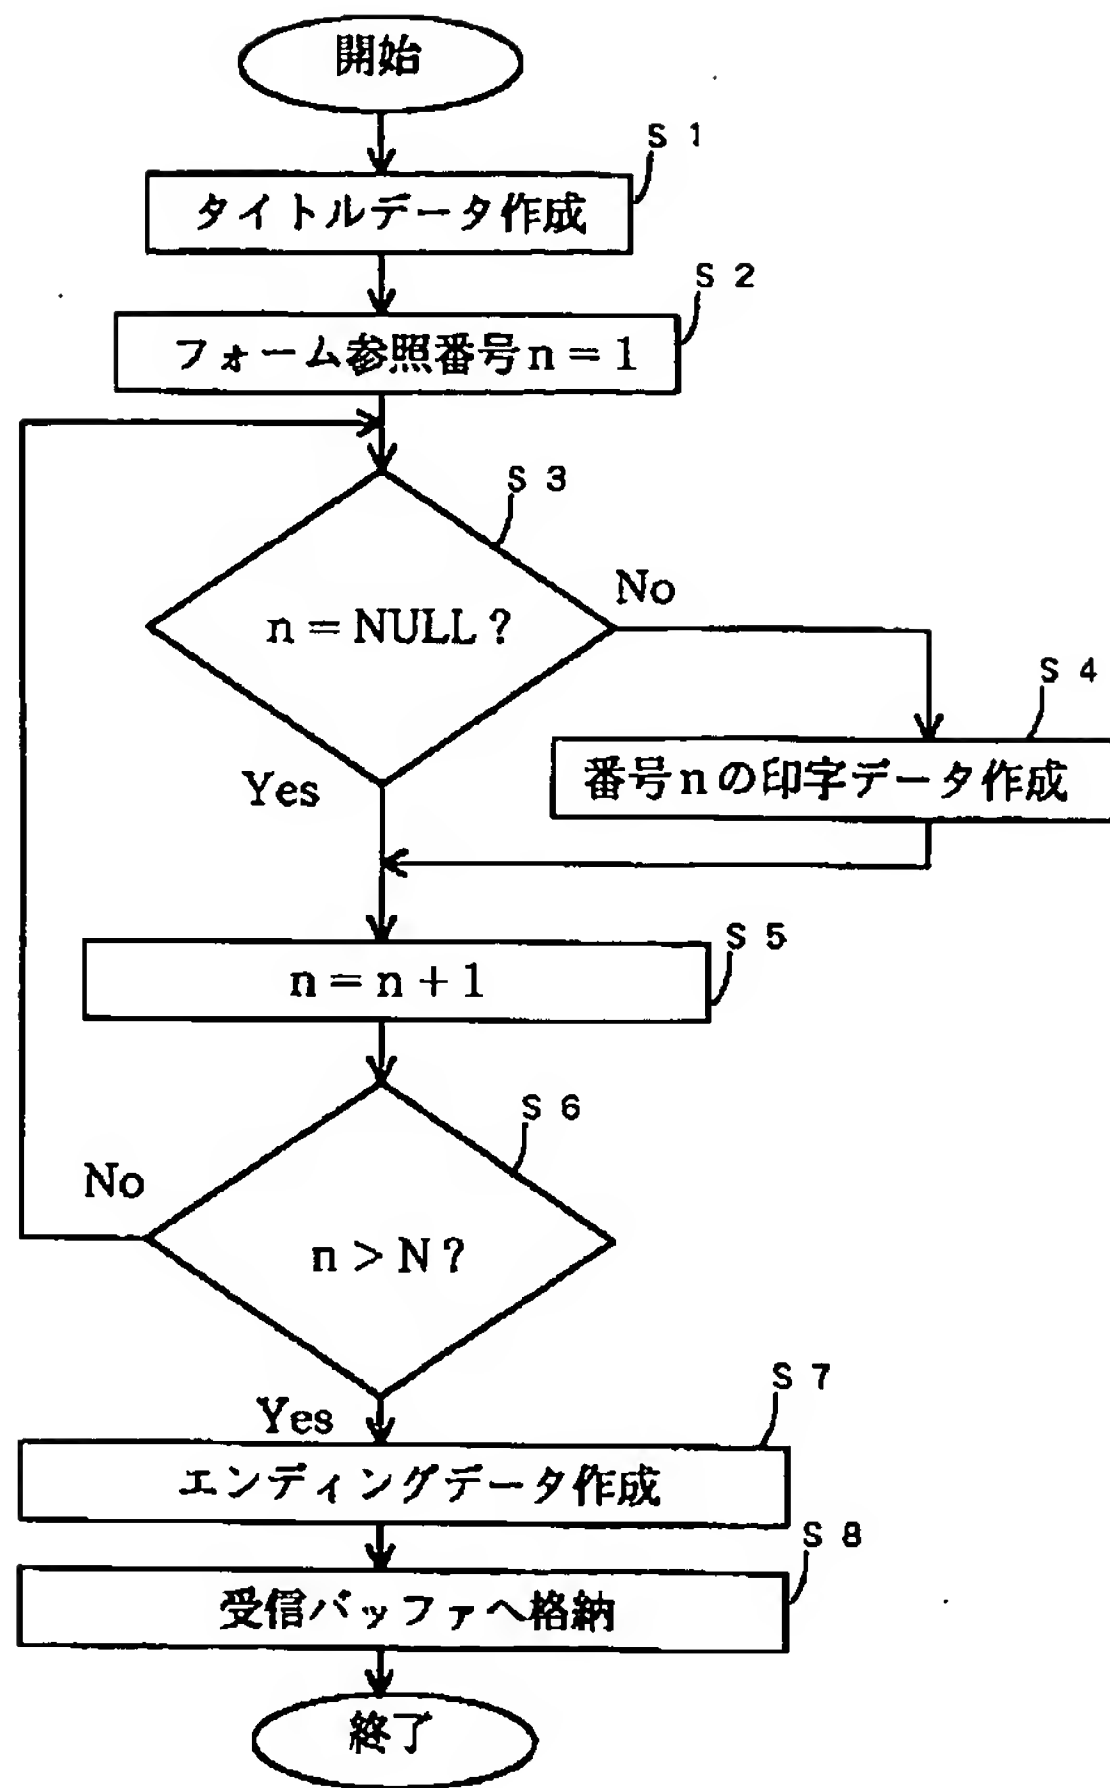 開始
S 1
タイトルデータ作成
S 2
フォーム参照番号n=1
S 3
n=NULL?
No
Yes
S 4
番号nの印字データ作成
S 5
n=n+1
S 6
n>N?
No
Yes
S 7
エンディングデータ作成
S 8
受信バッファへ格納
終了